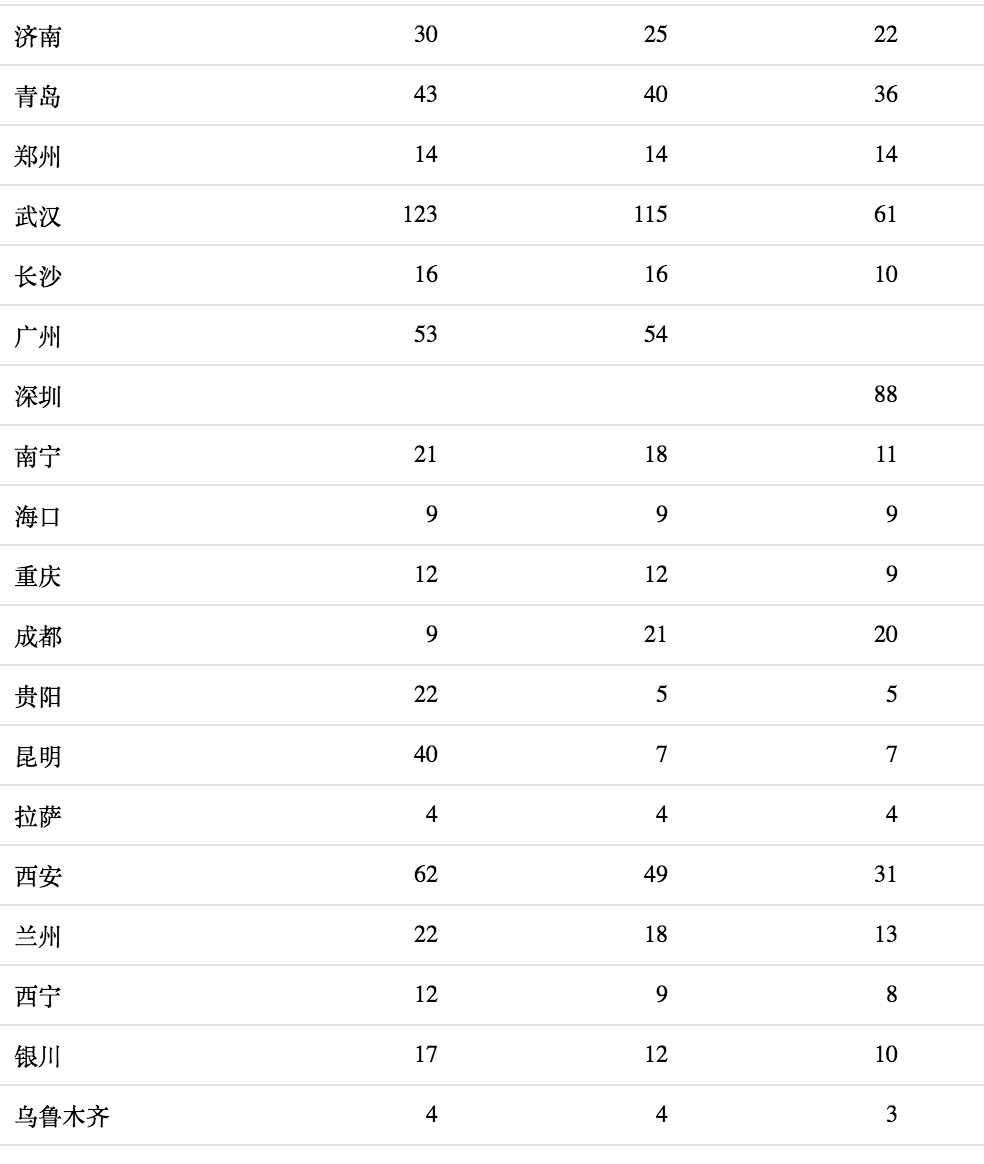 济南 30 25 22
青岛 43 40 36
郑州 14 14 14
武汉 123 115 61
长沙 16 16 10
广州 53 54
深圳 88
南宁 21 18 11
海口 9 9 9
重庆 12 12 9
成都 9 21 20
贵阳 22 5 5
昆明 40 7 7
拉萨 4 4 4
西安 62 49 31
兰州 22 18 13
西宁 12 9 8
银川 17 12 10
乌鲁木齐 4 4 3